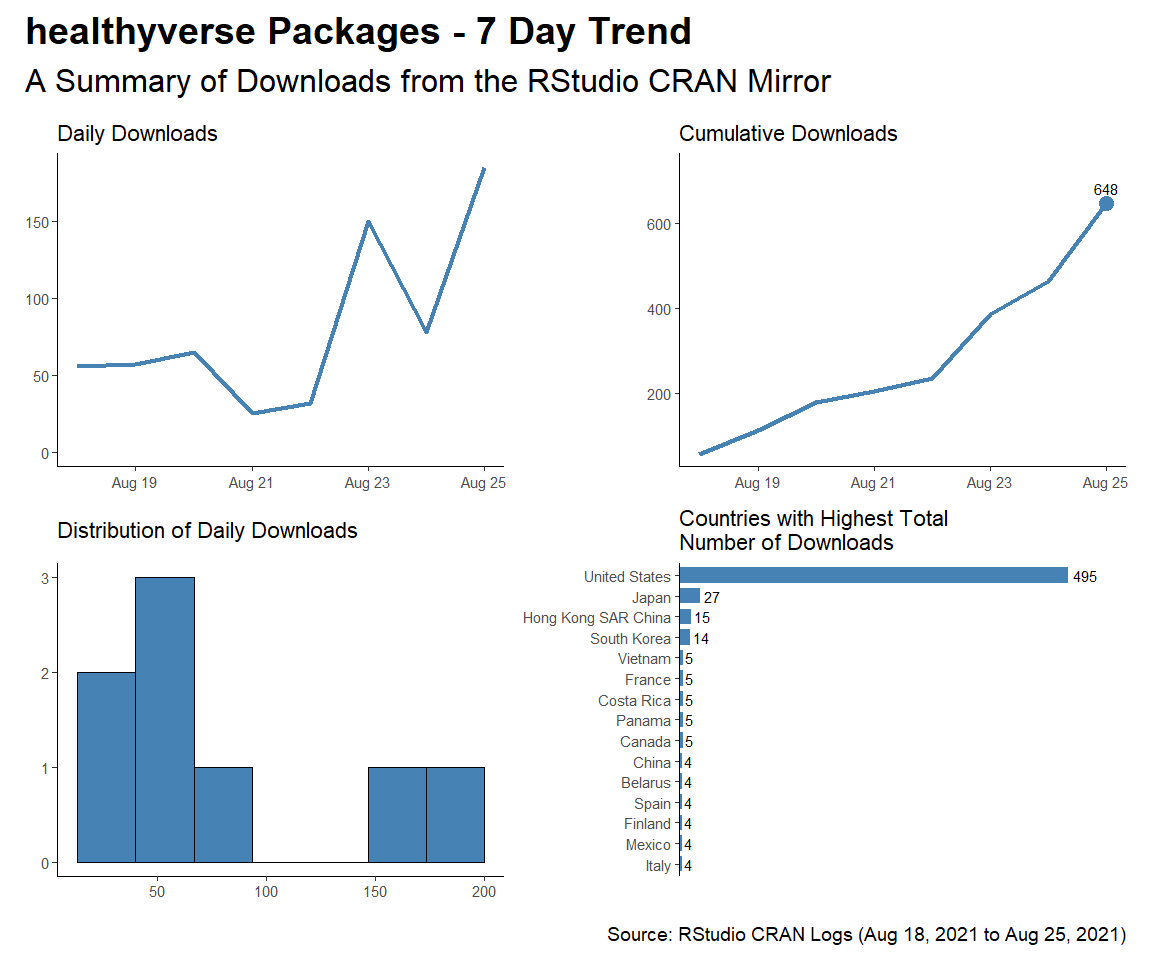 healthyverse Packages - 7 Day Trend
A Summary of Downloads from the RStudio CRAN Mirror
Daily Downloads
150
100
50
0
Aug 19 Aug 21 Aug 23 Aug 25
Cumulative Downloads
648
600
400
200
Aug 19 Aug 21 Aug 23 Aug 25
Distribution of Daily Downloads
3
2
1
0
50 100 150 200
Countries with Highest Total
Number of Downloads
United States 495
Japan 27
Hong Kong SAR China 15
South Korea 14
Vietnam 5
France 5
Costa Rica 5
Panama 5
Canada 5
China 4
Belarus 4
Spain 4
Finland 4
Mexico 4
Italy 4
Source: RStudio CRAN Logs (Aug 18, 2021 to Aug 25, 2021)